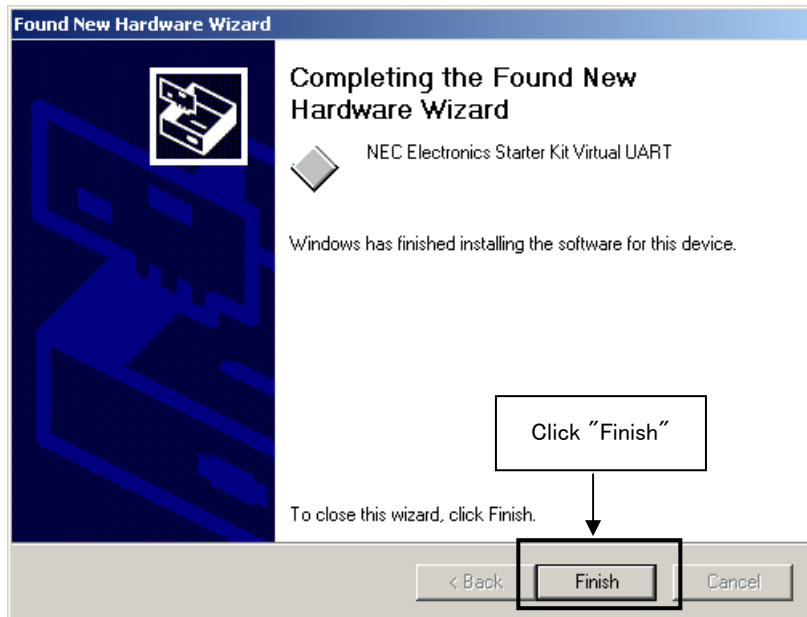 Found New Hardware Wizard
Completing the Found New
Hardware Wizard
NEC Electronics Starter Kit Virtual UART
Windows has finished installing the software for this device.
Click "Finish"
To close this wizard, click Finish.
< Back
Finish
Cancel